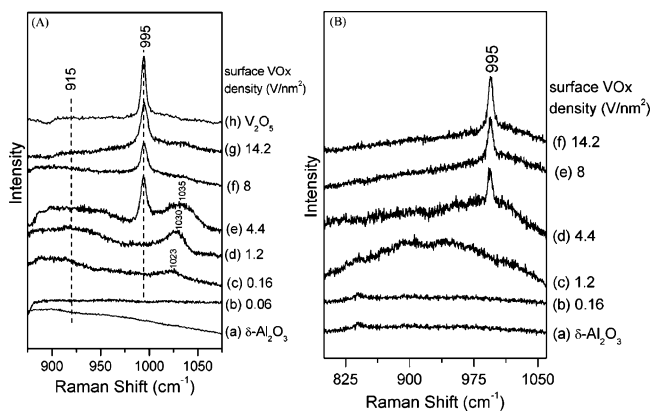 (A)
915
995
surface VOx
density (V/nm²)
(h) V₂O₅
(g) 14.2
(f) 8
1035
1030
(e) 4.4
(d) 1.2
1023
(c) 0.16
(b) 0.06
(a) δ-Al₂O₃
Intensity
900 950 1000 1050
Raman Shift (cm⁻¹)
(B)
995
surface VOx
density (V/nm²)
(f) 14.2
(e) 8
(d) 4.4
(c) 1.2
(b) 0.16
(a) δ-Al₂O₃
Intensity
825 900 975 1050
Raman Shift (cm⁻¹)